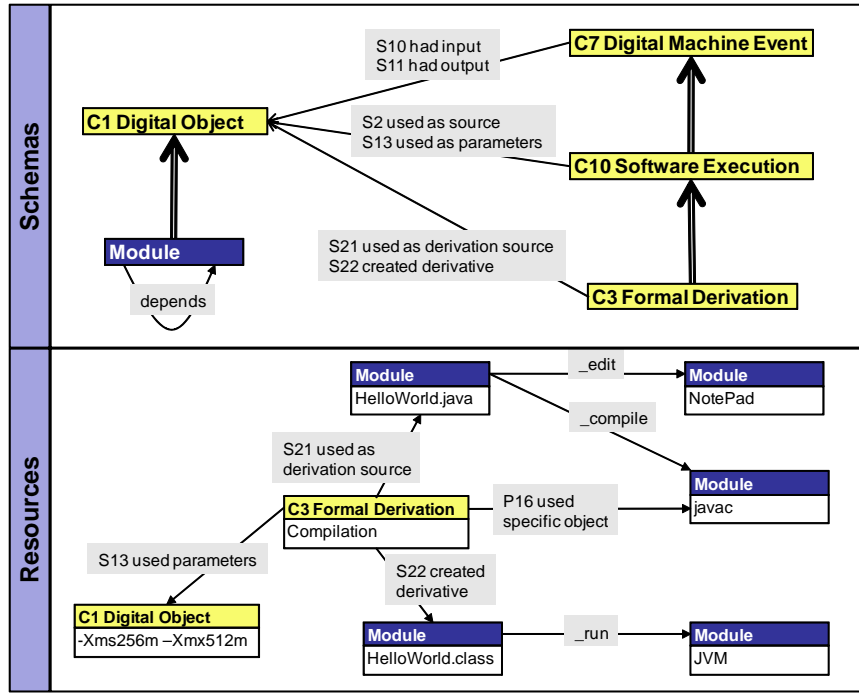 Schemas
C7 Digital Machine Event
S10 had input
S11 had output
C1 Digital Object
S2 used as source
S13 used as parameters
C10 Software Execution
Module
depends
S21 used as derivation source
S22 created derivative
C3 Formal Derivation
Resources
Module
HelloWorld.java
_edit
Module
NotePad
_compile
S21 used as
derivation source
Module
javac
C3 Formal Derivation
Compilation
P16 used
specific object
S13 used parameters
S22 created
derivative
C1 Digital Object
-Xms256m –Xmx512m
Module
HelloWorld.class
_run
Module
JVM